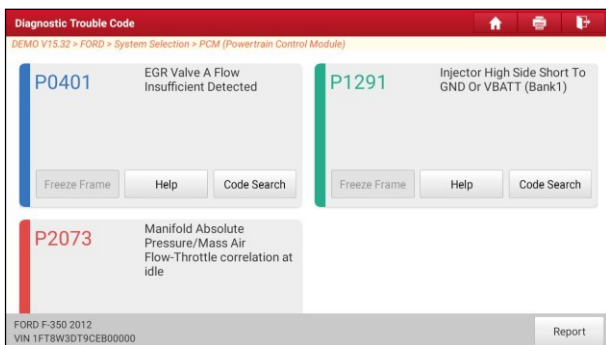 Diagnostic Trouble Code
DEMO V15.32 > FORD > System Selection > PCM (Powertrain Control Module)
P0401
EGR Valve A Flow
Insufficient Detected
Freeze Frame
Help
Code Search
P1291
Injector High Side Short To
GND Or VBATT (Bank1)
Freeze Frame
Help
Code Search
P2073
Manifold Absolute
Pressure/Mass Air
Flow-Throttle correlation at
idle
FORD F-350 2012
VIN 1FT8W3DT9CEB00000
Report